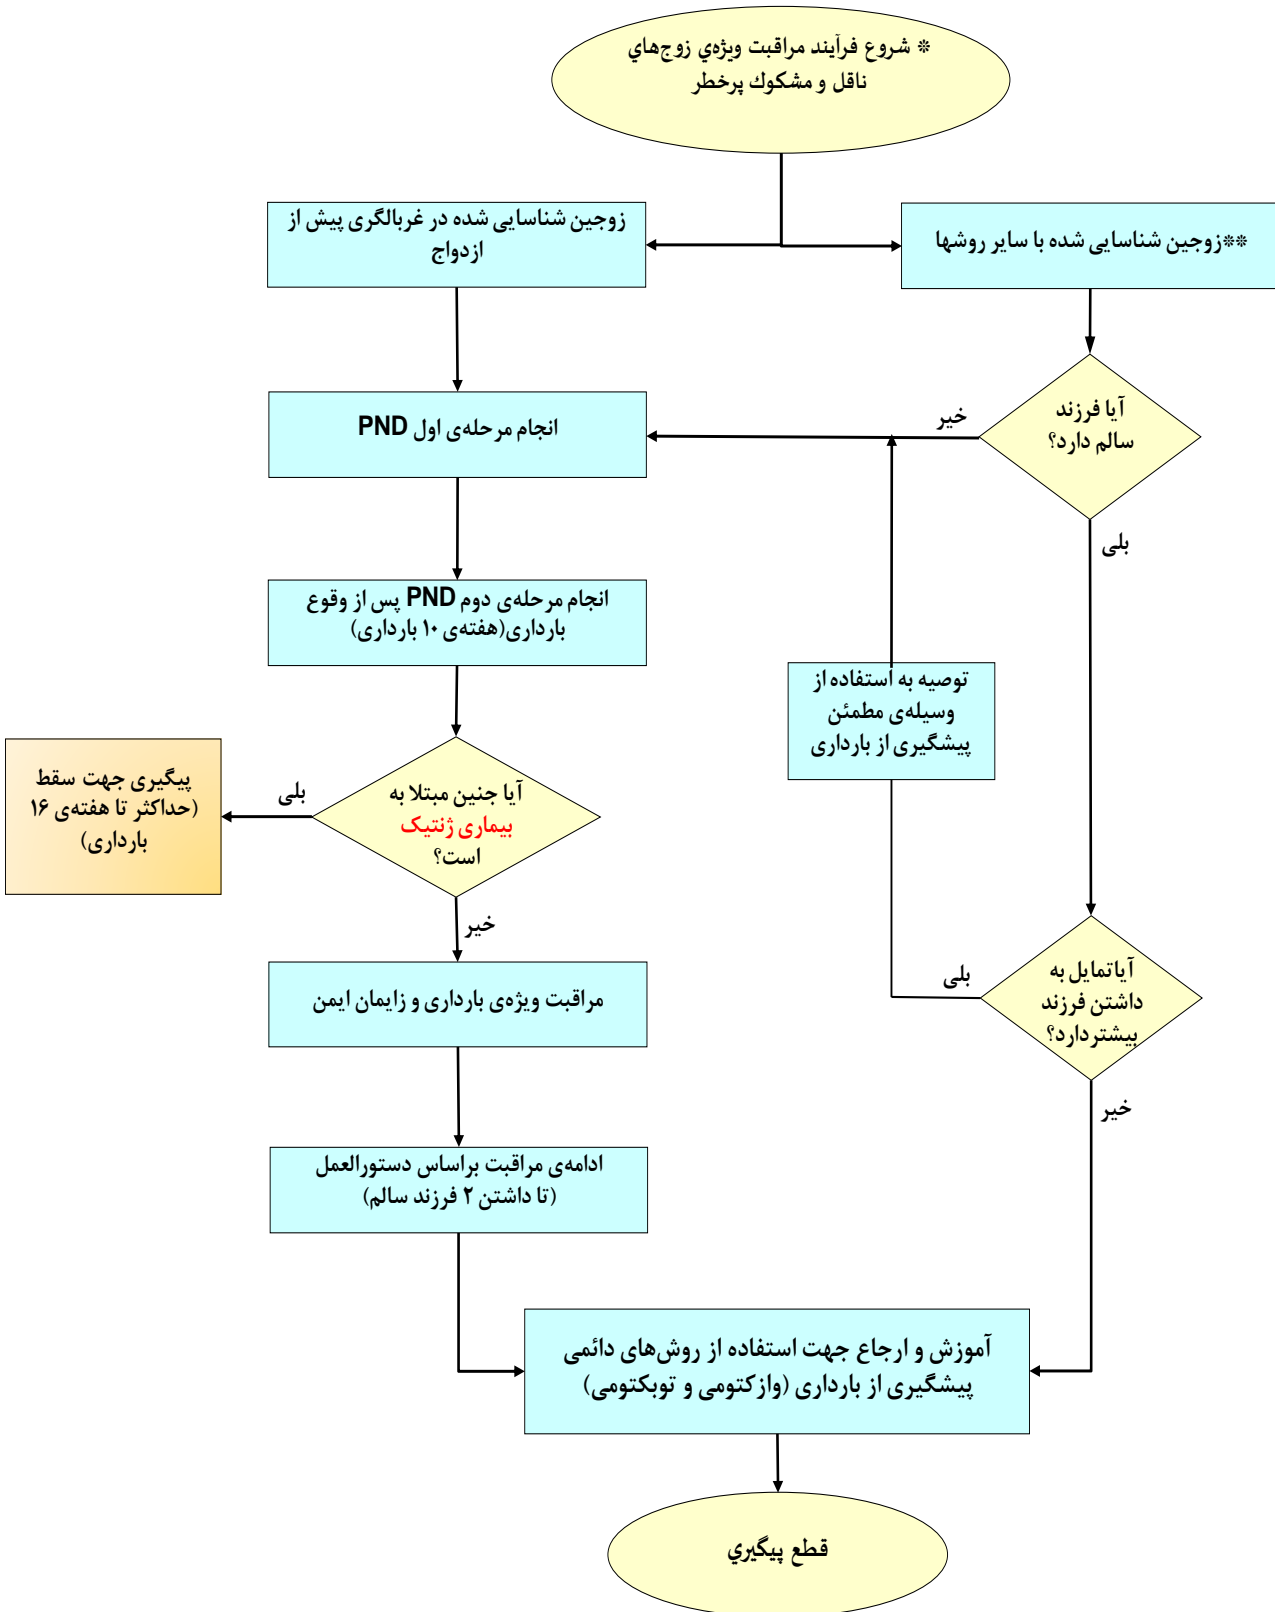 * شروع فرآیند مراقبت ویژه‌ي زوج‌هاي
ناقل و مشكوك پرخطر
زوجین شناسایی شده در غربالگری پیش از
ازدواج
**زوجین شناسایی شده با سایر روشها
آیا فرزند
سالم دارد؟
خیر
بلی
انجام مرحله‌ی اول PND
انجام مرحله‌ی دوم PND پس از وقوع
بارداری(هفته‌ی ۱۰ بارداری)
توصیه به استفاده از
وسیله‌ی مطمئن
پیشگیری از بارداری
آیا جنین مبتلا به
بیماری ژنتیک
است؟
بلی
خیر
پیگیری جهت سقط
(حداکثر تا هفته‌ی ۱۶
بارداری)
آیاتمایل به
داشتن فرزند
بیشتردارد؟
بلی
خیر
مراقبت ویژه‌ی بارداری و زایمان ایمن
ادامه‌ی مراقبت براساس دستورالعمل
(تا داشتن ۲ فرزند سالم)
آموزش و ارجاع جهت استفاده از روش‌های دائمی
پیشگیری از بارداری (وازکتومی و توبکتومی)
قطع پیگیري